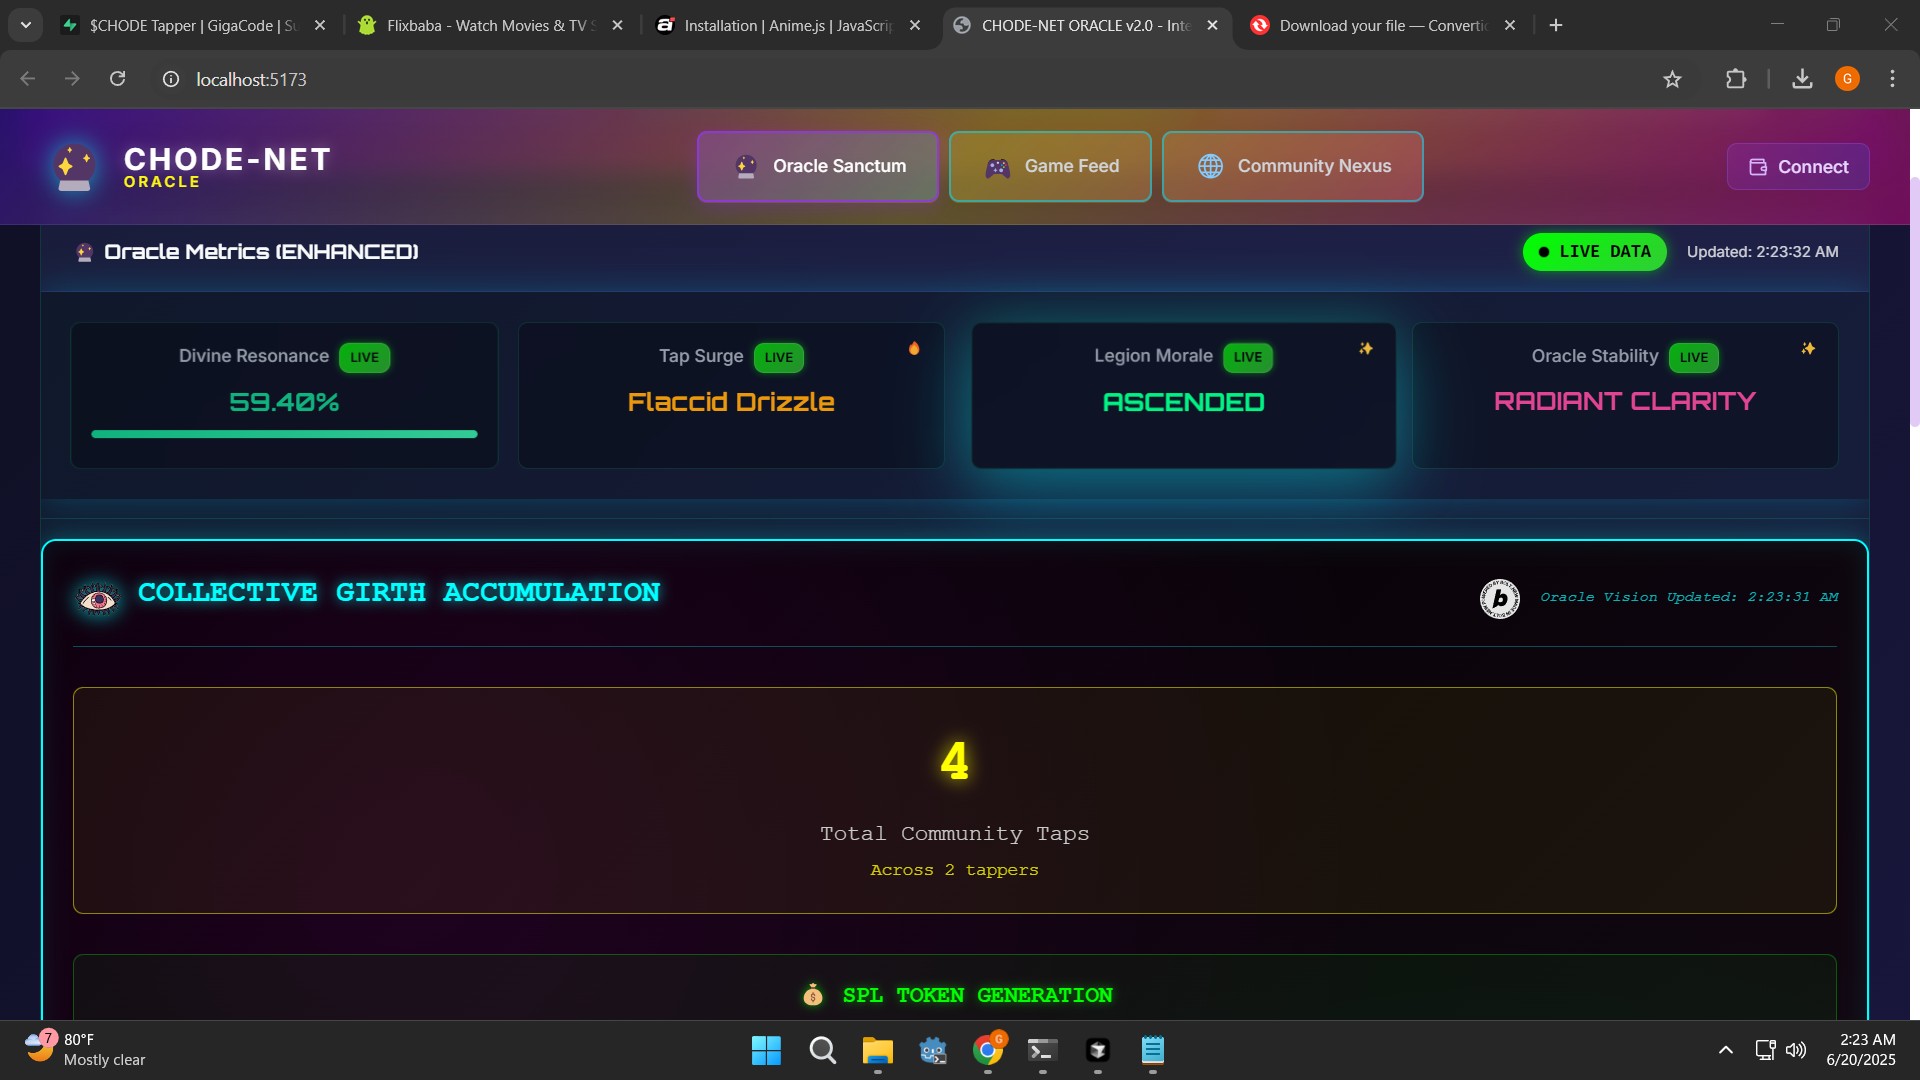 $CHODE Tapper | GigaCode | Su
Flixbaba - Watch Movies & TV S
Installation | Anime.js | JavaScrip
CHODE-NET ORACLE v2.0 - Inte
Download your file — Convertio
localhost:5173
G
CHODE-NET
ORACLE
Oracle Sanctum
Game Feed
Community Nexus
Connect
Oracle Metrics (ENHANCED)
LIVE DATA
Updated: 2:23:32 AM
Divine Resonance LIVE
59.40%
Tap Surge LIVE
Flaccid Drizzle
Legion Morale LIVE
ASCENDED
Oracle Stability LIVE
RADIANT CLARITY
COLLECTIVE GIRTH ACCUMULATION
b
Oracle Vision Updated: 2:23:31 AM
4
Total Community Taps
Across 2 tappers
SPL TOKEN GENERATION
7
80°F
Mostly clear
G
2:23 AM
6/20/2025